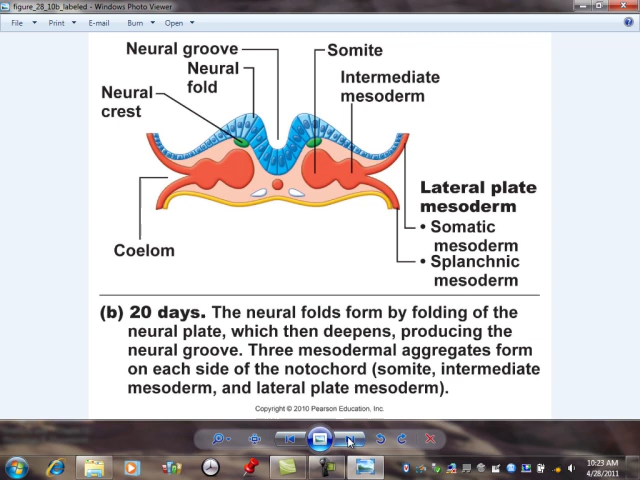 figure_28_10b_labeled - Windows Photo Viewer
File Print E-mail Burn Open
Neural groove
Somite
Neural
fold
Intermediate
mesoderm
Neural
crest
Lateral plate
mesoderm
• Somatic
mesoderm
• Splanchnic
mesoderm
Coelom
(b) 20 days. The neural folds form by folding of the
neural plate, which then deepens, producing the
neural groove. Three mesodermal aggregates form
on each side of the notochord (somite, intermediate
mesoderm, and lateral plate mesoderm).
Copyright © 2010 Pearson Education, Inc.
10:23 AM
4/28/2011